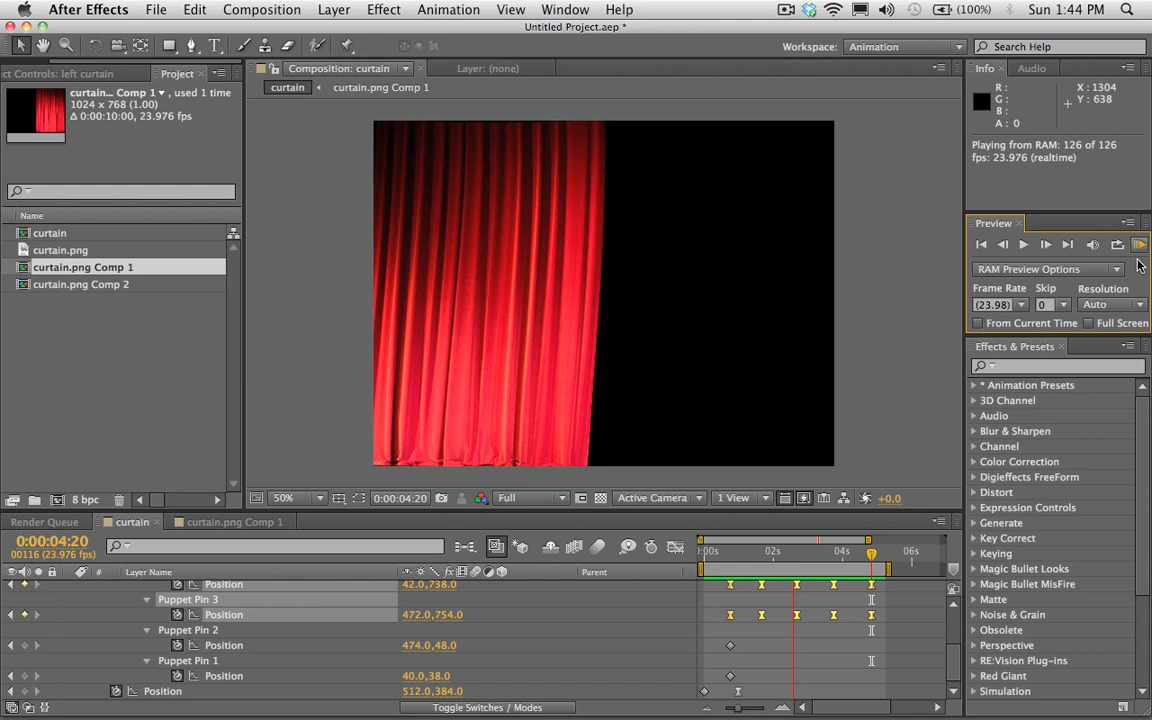 After Effects File Edit Composition Layer Effect Animation View Window Help (100%) Sun 1:44 PM
Untitled Project.aep *
Workspace: Animation Search Help
ct Controls: left curtain Project Composition: curtain Layer: (none) Info Audio
curtain curtain.png Comp 1
curtain... Comp 1 , used 1 time
1024 x 768 (1.00)
Δ 0:00:10:00, 23.976 fps
R : X : 1304
G : Y : 638
B :
A : 0
Playing from RAM: 126 of 126
fps: 23.976 (realtime)
Name
curtain
curtain.png
curtain.png Comp 1
curtain.png Comp 2
Preview
RAM Preview Options
Frame Rate Skip Resolution
(23.98) 0 Auto
From Current Time Full Screen
Effects & Presets
* Animation Presets
3D Channel
Audio
Blur & Sharpen
Channel
Color Correction
Digieffects FreeForm
Distort
Expression Controls
Generate
Key Correct
Keying
Magic Bullet Looks
Magic Bullet MisFire
Matte
Noise & Grain
Obsolete
Perspective
RE:Vision Plug-ins
Red Giant
Simulation
8 bpc
50% 0:00:04:20 Full Active Camera 1 View +0.0
Render Queue curtain curtain.png Comp 1
0:00:04:20
00116 (23.976 fps)
:00s 02s 04s 06s
# Layer Name Parent
Position 42.0,738.0
Puppet Pin 3
Position 472.0,754.0
Puppet Pin 2
Position 474.0,48.0
Puppet Pin 1
Position 40.0,38.0
Position 512.0,384.0
Toggle Switches / Modes